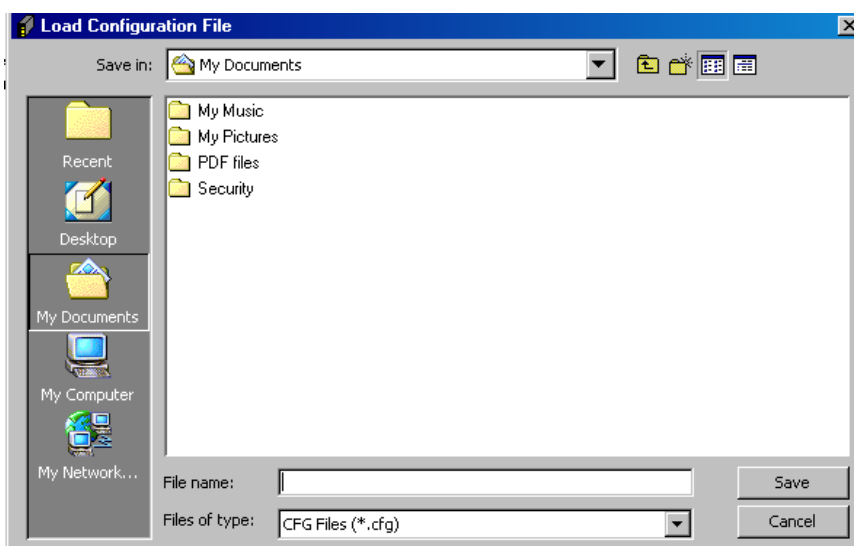 Load Configuration File
Save in: My Documents
My Music
My Pictures
PDF files
Security
Recent
Desktop
My Documents
My Computer
My Network...
File name:
Save
Files of type: CFG Files (*.cfg)
Cancel